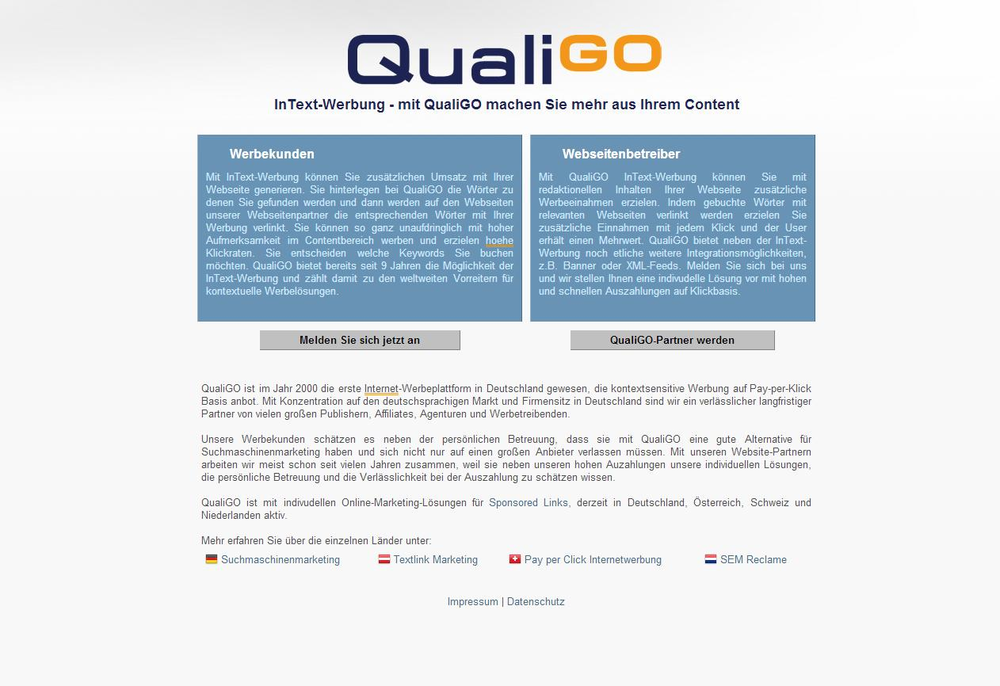 QualiGO
InText-Werbung - mit QualiGO machen Sie mehr aus Ihrem Content
Werbekunden
Mit InText-Werbung können Sie zusätzlichen Umsatz mit Ihrer
Webseite generieren. Sie hinterlegen bei QualiGO die Wörter zu
denen Sie gefunden werden und dann werden auf den Webseiten
unserer Webseitenpartner die entsprechenden Wörter mit Ihrer
Werbung verlinkt. Sie können so ganz unaufdringlich mit hoher
Aufmerksamkeit im Contentbereich werben und erzielen hoehe
Klickraten. Sie entscheiden welche Keywords Sie buchen
möchten. QualiGO bietet bereits seit 9 Jahren die Möglichkeit der
InText-Werbung und zählt damit zu den weltweiten Vorreitern für
kontextuelle Werbelösungen.
Melden Sie sich jetzt an
Webseitenbetreiber
Mit QualiGO InText-Werbung können Sie mit
redaktionellen Inhalten Ihrer Webseite zusätzliche
Werbeeinahmen erzielen. Indem gebuchte Wörter mit
relevanten Webseiten verlinkt werden erzielen Sie
zusätzliche Einnahmen mit jedem Klick und der User
erhält einen Mehrwert. QualiGO bietet neben der InText-
Werbung noch etliche weitere Integrationsmöglichkeiten,
z.B. Banner oder XML-Feeds. Melden Sie sich bei uns
und wir stellen Ihnen eine indivudelle Lösung vor mit hohen
und schnellen Auszahlungen auf Klickbasis.
QualiGO-Partner werden
QualiGO ist im Jahr 2000 die erste Internet-Werbeplattform in Deutschland gewesen, die kontextsensitive Werbung auf Pay-per-Klick
Basis anbot. Mit Konzentration auf den deutschsprachigen Markt und Firmensitz in Deutschland sind wir ein verlässlicher langfristiger
Partner von vielen großen Publishern, Affiliates, Agenturen und Werbetreibenden.
Unsere Werbekunden schätzen es neben der persönlichen Betreuung, dass sie mit QualiGO eine gute Alternative für
Suchmaschinenmarketing haben und sich nicht nur auf einen großen Anbieter verlassen müssen. Mit unseren Website-Partnern
arbeiten wir meist schon seit vielen Jahren zusammen, weil sie neben unseren hohen Auzahlungen unsere individuellen Lösungen,
die persönliche Betreuung und die Verlässlichkeit bei der Auszahlung zu schätzen wissen.
QualiGO ist mit indivudellen Online-Marketing-Lösungen für Sponsored Links, derzeit in Deutschland, Österreich, Schweiz und
Niederlanden aktiv.
Mehr erfahren Sie über die einzelnen Länder unter:
Suchmaschinenmarketing Textlink Marketing Pay per Click Internetwerbung SEM Reclame
Impressum | Datenschutz